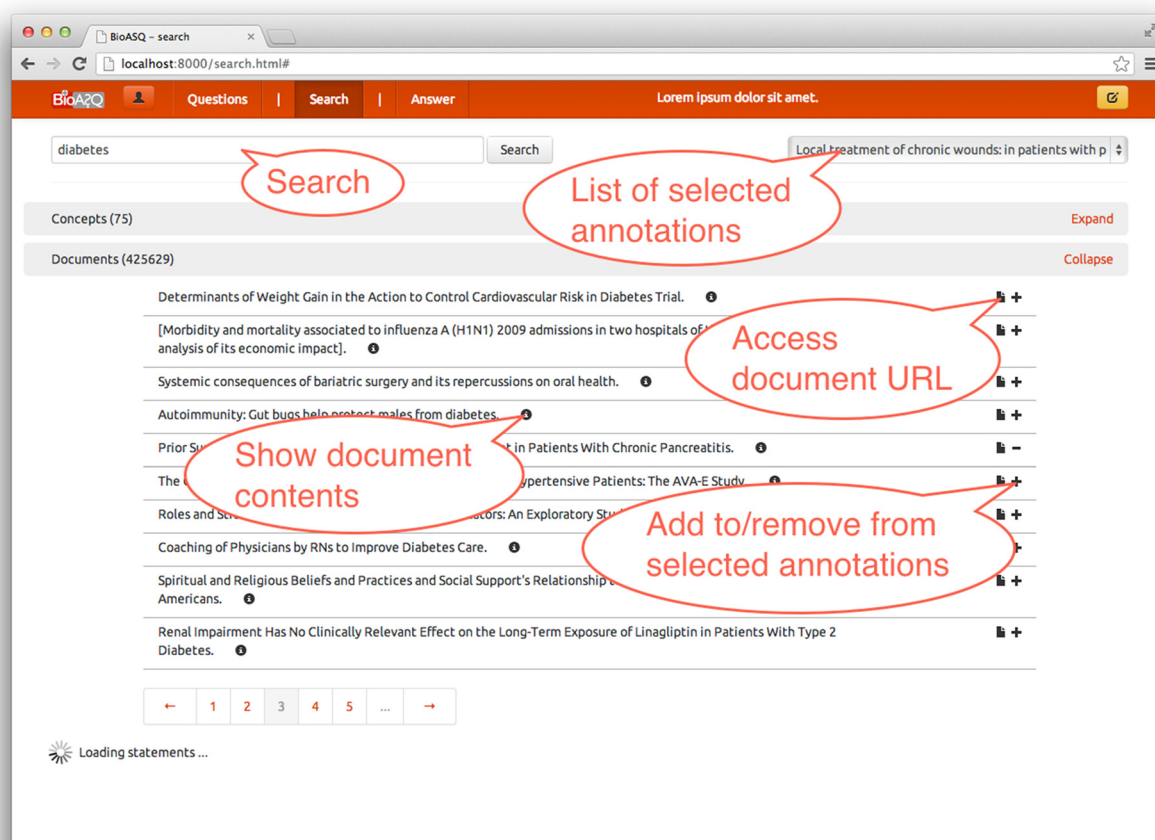 BioASQ – search
localhost:8000/search.html#
BioASQ Questions | Search | Answer Lorem ipsum dolor sit amet.
diabetes Search Local treatment of chronic wounds: in patients with p
Search
List of selected
annotations
Concepts (75) Expand
Documents (425629) Collapse
Determinants of Weight Gain in the Action to Control Cardiovascular Risk in Diabetes Trial.
[Morbidity and mortality associated to influenza A (H1N1) 2009 admissions in two hospitals of
analysis of its economic impact].
Access
document URL
Systemic consequences of bariatric surgery and its repercussions on oral health.
Autoimmunity: Gut bugs help protect males from diabetes.
Prior in Patients With Chronic Pancreatitis.
Show document
contents
The Hypertensive Patients: The AVA-E Study
Roles and An Exploratory
Add to/remove from
selected annotations
Coaching of Physicians by RNs to Improve Diabetes Care.
Spiritual and Religious Beliefs and Practices and Social Support's Relationship
Americans.
Renal Impairment Has No Clinically Relevant Effect on the Long-Term Exposure of Linagliptin in Patients With Type 2
Diabetes.
← 1 2 3 4 5 ... →
Loading statements ...